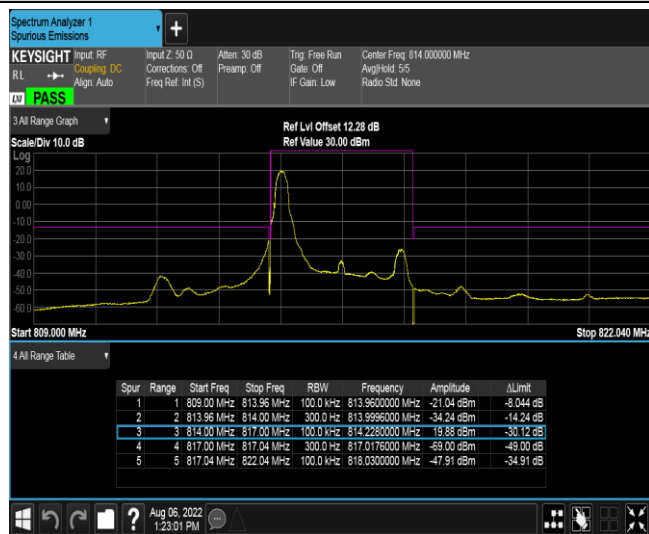 Spectrum Analyzer 1
Spurious Emissions
+
KEYSIGHT Input: RF Input Z: 50 Ω Atten: 30 dB Trig: Free Run Center Freq: 814.000000 MHz
RL Coupling: DC Corrections: Off Preamp: Off Gate: Off Avg|Hold: 5/5
Align: Auto Freq Ref: Int (S) IF Gain: Low Radio Std: None
LXI PASS
3 All Range Graph
Ref Lvl Offset 12.28 dB
Scale/Div 10.0 dB Ref Value 30.00 dBm
Log
20.0
10.0
0.00
-10.0
-20.0
-30.0
-40.0
-50.0
-60.0
Start 809.000 MHz Stop 822.040 MHz
4 All Range Table
Spur Range Start Freq Stop Freq RBW Frequency Amplitude ΔLimit
1 1 809.00 MHz 813.96 MHz 100.0 kHz 813.9600000 MHz -21.04 dBm -8.044 dB
2 2 813.96 MHz 814.00 MHz 300.0 Hz 813.9996000 MHz -34.24 dBm -14.24 dB
3 3 814.00 MHz 817.00 MHz 100.0 kHz 814.2280000 MHz 19.88 dBm -30.12 dB
4 4 817.00 MHz 817.04 MHz 300.0 Hz 817.0176000 MHz -69.00 dBm -49.00 dB
5 5 817.04 MHz 822.04 MHz 100.0 kHz 818.0300000 MHz -47.91 dBm -34.91 dB
? Aug 06, 2022
1:23:01 PM